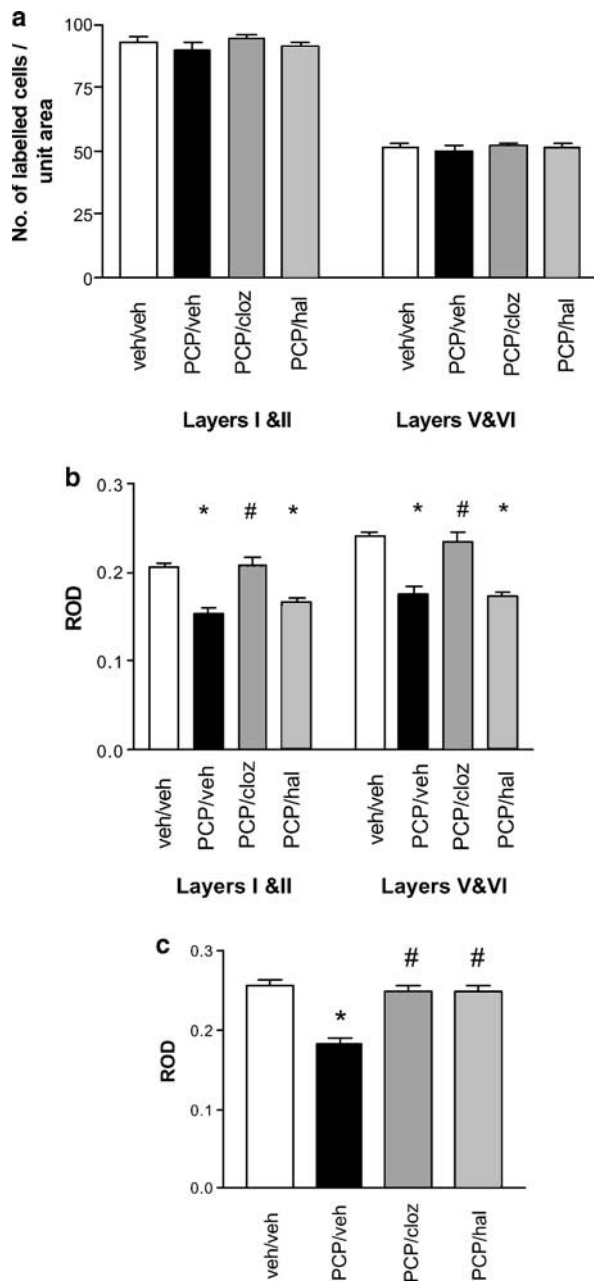 a
No. of labelled cells /
unit area
100
75
50
25
0
veh/veh
PCP/veh
PCP/cloz
PCP/hal
veh/veh
PCP/veh
PCP/cloz
PCP/hal
Layers I &II
Layers V&VI
b
ROD
0.3
0.2
0.1
0.0
* # * * # *
veh/veh
PCP/veh
PCP/cloz
PCP/hal
veh/veh
PCP/veh
PCP/cloz
PCP/hal
Layers I &II
Layers V&VI
c
ROD
0.3
0.2
0.1
0.0
* # #
veh/veh
PCP/veh
PCP/cloz
PCP/hal